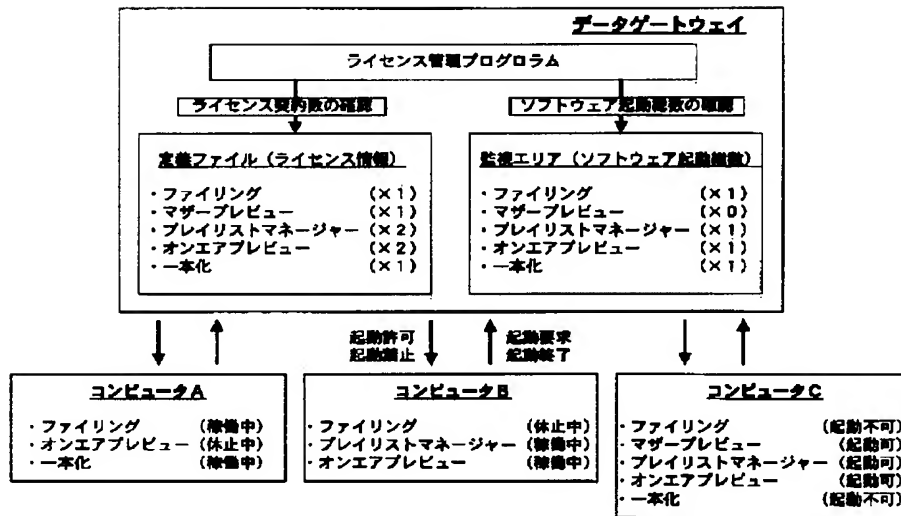 データゲートウェイ
ライセンス管理プログラム
ライセンス契約数の確認
ソフトウェア起動総数の確認
定義ファイル（ライセンス情報）
・ファイリング （×１）
・マザープレビュー （×１）
・プレイリストマネージャー （×２）
・オンエアプレビュー （×２）
・一本化 （×１）
監視エリア（ソフトウェア起動総数）
・ファイリング （×１）
・マザープレビュー （×０）
・プレイリストマネージャー （×１）
・オンエアプレビュー （×１）
・一本化 （×１）
起動許可
起動禁止
起動要求
起動終了
コンピュータA
・ファイリング （稼働中）
・オンエアプレビュー （休止中）
・一本化 （稼働中）
コンピュータB
・ファイリング （休止中）
・プレイリストマネージャー （稼働中）
・オンエアプレビュー （稼働中）
コンピュータC
・ファイリング （起動不可）
・マザープレビュー （起動可）
・プレイリストマネージャー （起動可）
・オンエアプレビュー （起動可）
・一本化 （起動不可）